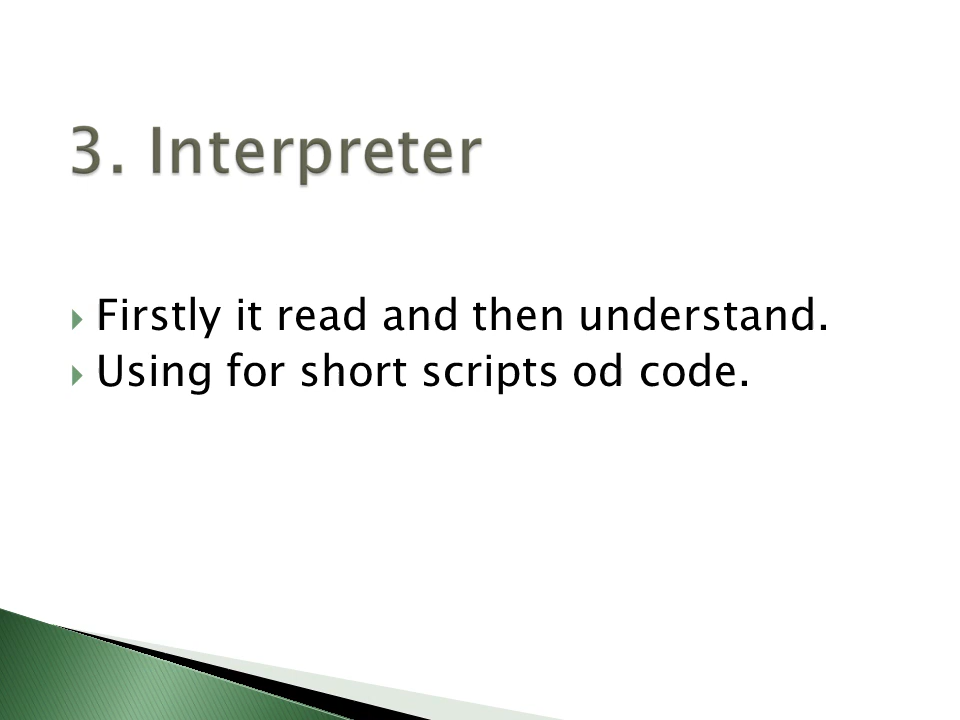 3. Interpreter
Firstly it read and then understand.
Using for short scripts od code.